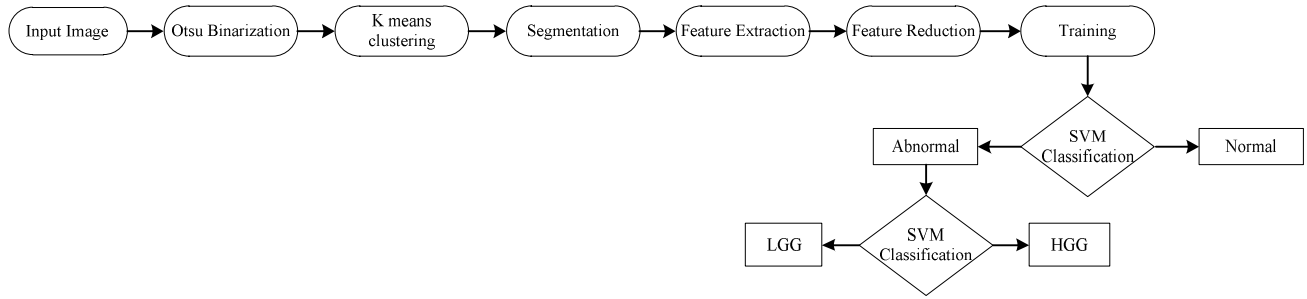 Input Image
Otsu Binarization
K means
clustering
Segmentation
Feature Extraction
Feature Reduction
Training
SVM
Classification
Abnormal
Normal
SVM
Classification
LGG
HGG